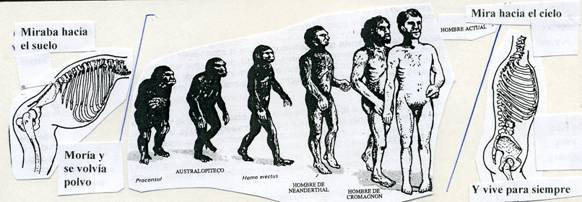 Miraba hacia
el suelo
Moría y
se volvía
polvo
Proconsul
AUSTRALOPITECO
Homo erectus
HOMBRE DE
NEANDERTHAL
HOMBRE DE
CROMAGNON
HOMBRE ACTUAL
Mira hacia el cielo
Y vive para siempre